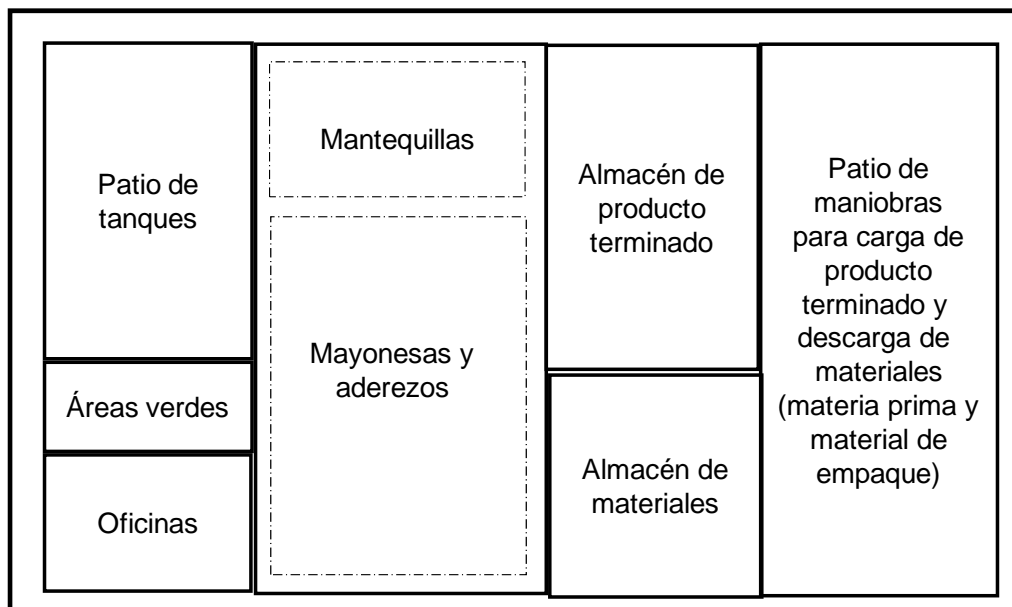 Patio de
tanques
Áreas verdes
Oficinas
Mantequillas
Mayonesas y
aderezos
Almacén de
producto
terminado
Almacén de
materiales
Patio de
maniobras
para carga de
producto
terminado y
descarga de
materiales
(materia prima y
material de
empaque)